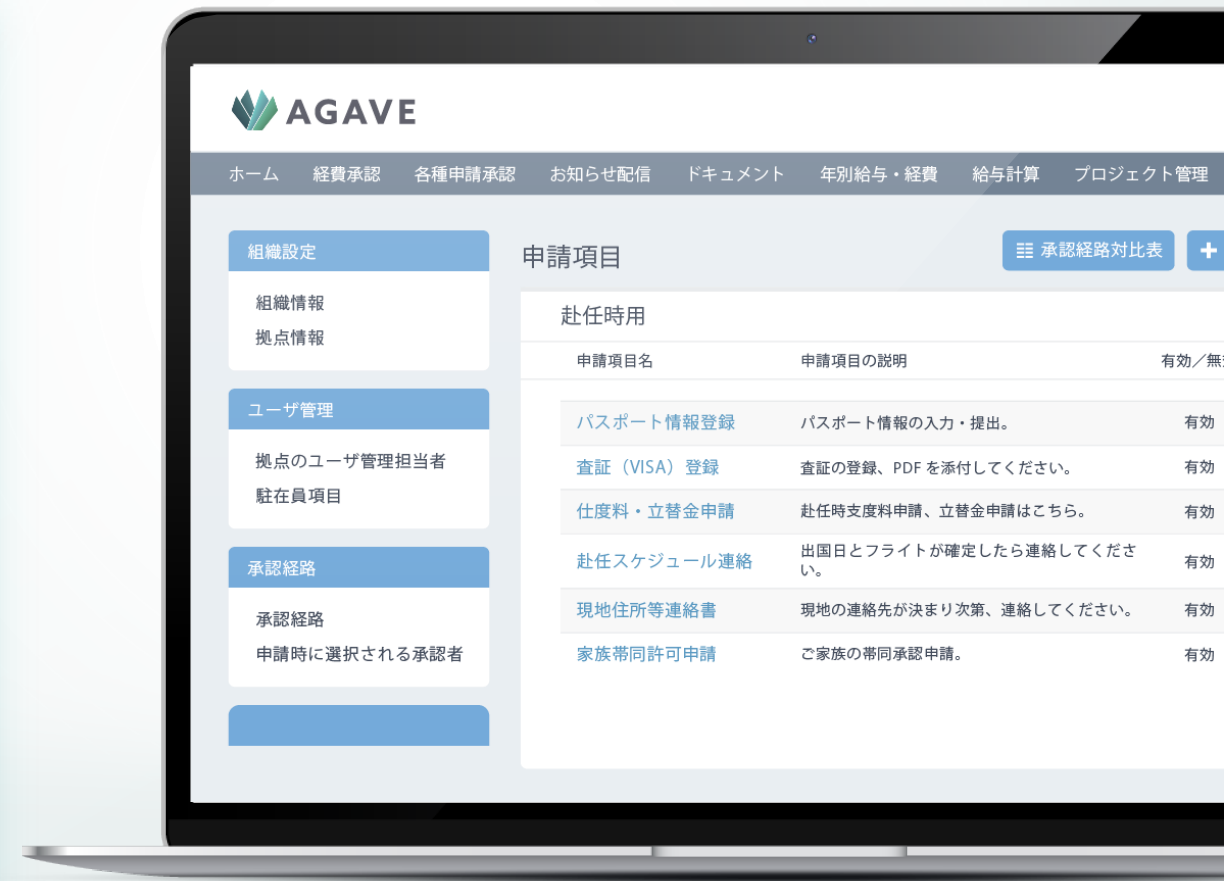 AGAVE
ホーム 経費承認 各種申請承認 お知らせ配信 ドキュメント 年別給与・経費 給与計算 プロジェクト管理
組織設定
組織情報
拠点情報
ユーザ管理
拠点のユーザ管理担当者
駐在員項目
承認経路
承認経路
申請時に選択される承認者
申請項目
承認経路対比表
赴任時用
申請項目名 申請項目の説明 有効／無
パスポート情報登録 パスポート情報の入力・提出。 有効
査証（VISA）登録 査証の登録、PDF を添付してください。 有効
仕度料・立替金申請 赴任時支度料申請、立替金申請はこちら。 有効
赴任スケジュール連絡 出国日とフライトが確定したら連絡してくださ
い。 有効
現地住所等連絡書 現地の連絡先が決まり次第、連絡してください。 有効
家族帯同許可申請 ご家族の帯同承認申請。 有効